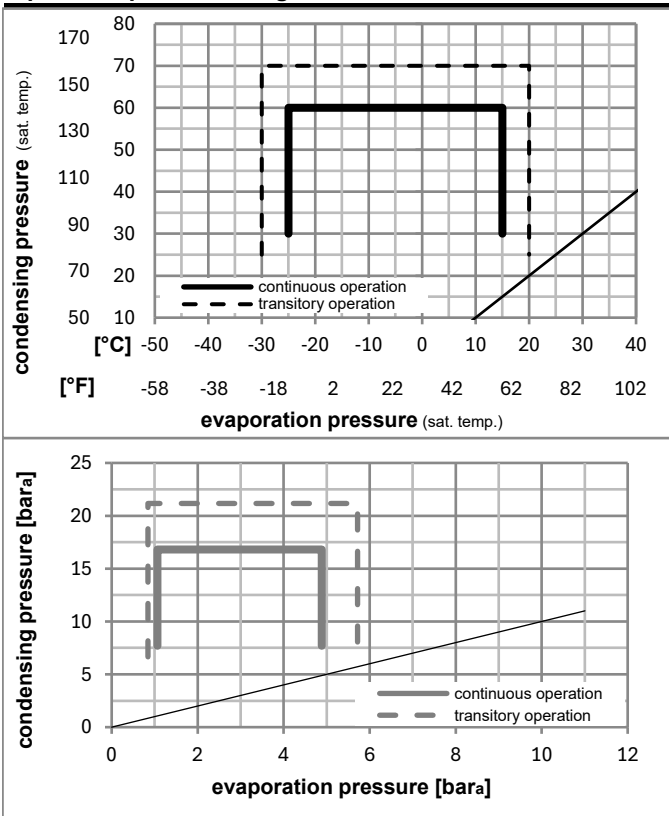 80
170
70
150
60
130
50
110
40
90
30
70
20
50
10
condensing pressure (sat. temp.)
continuous operation
transitory operation
[°C] -50 -40 -30 -20 -10 0 10 20 30 40
[°F] -58 -38 -18 2 22 42 62 82 102
evaporation pressure (sat. temp.)
25
20
15
10
5
0
condensing pressure [bara]
continuous operation
transitory operation
0 2 4 6 8 10 12
evaporation pressure [bara]